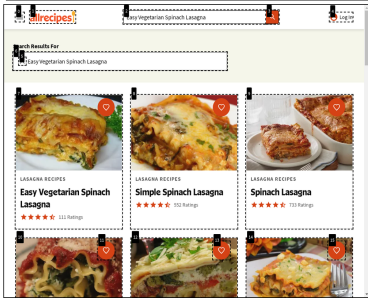 allrecipes
Easy Vegetarian Spinach Lasagna
Log In
Search Results For
Easy Vegetarian Spinach Lasagna
LASAGNA RECIPES
Easy Vegetarian Spinach Lasagna
111 Ratings
LASAGNA RECIPES
Simple Spinach Lasagna
552 Ratings
LASAGNA RECIPES
Spinach Lasagna
733 Ratings